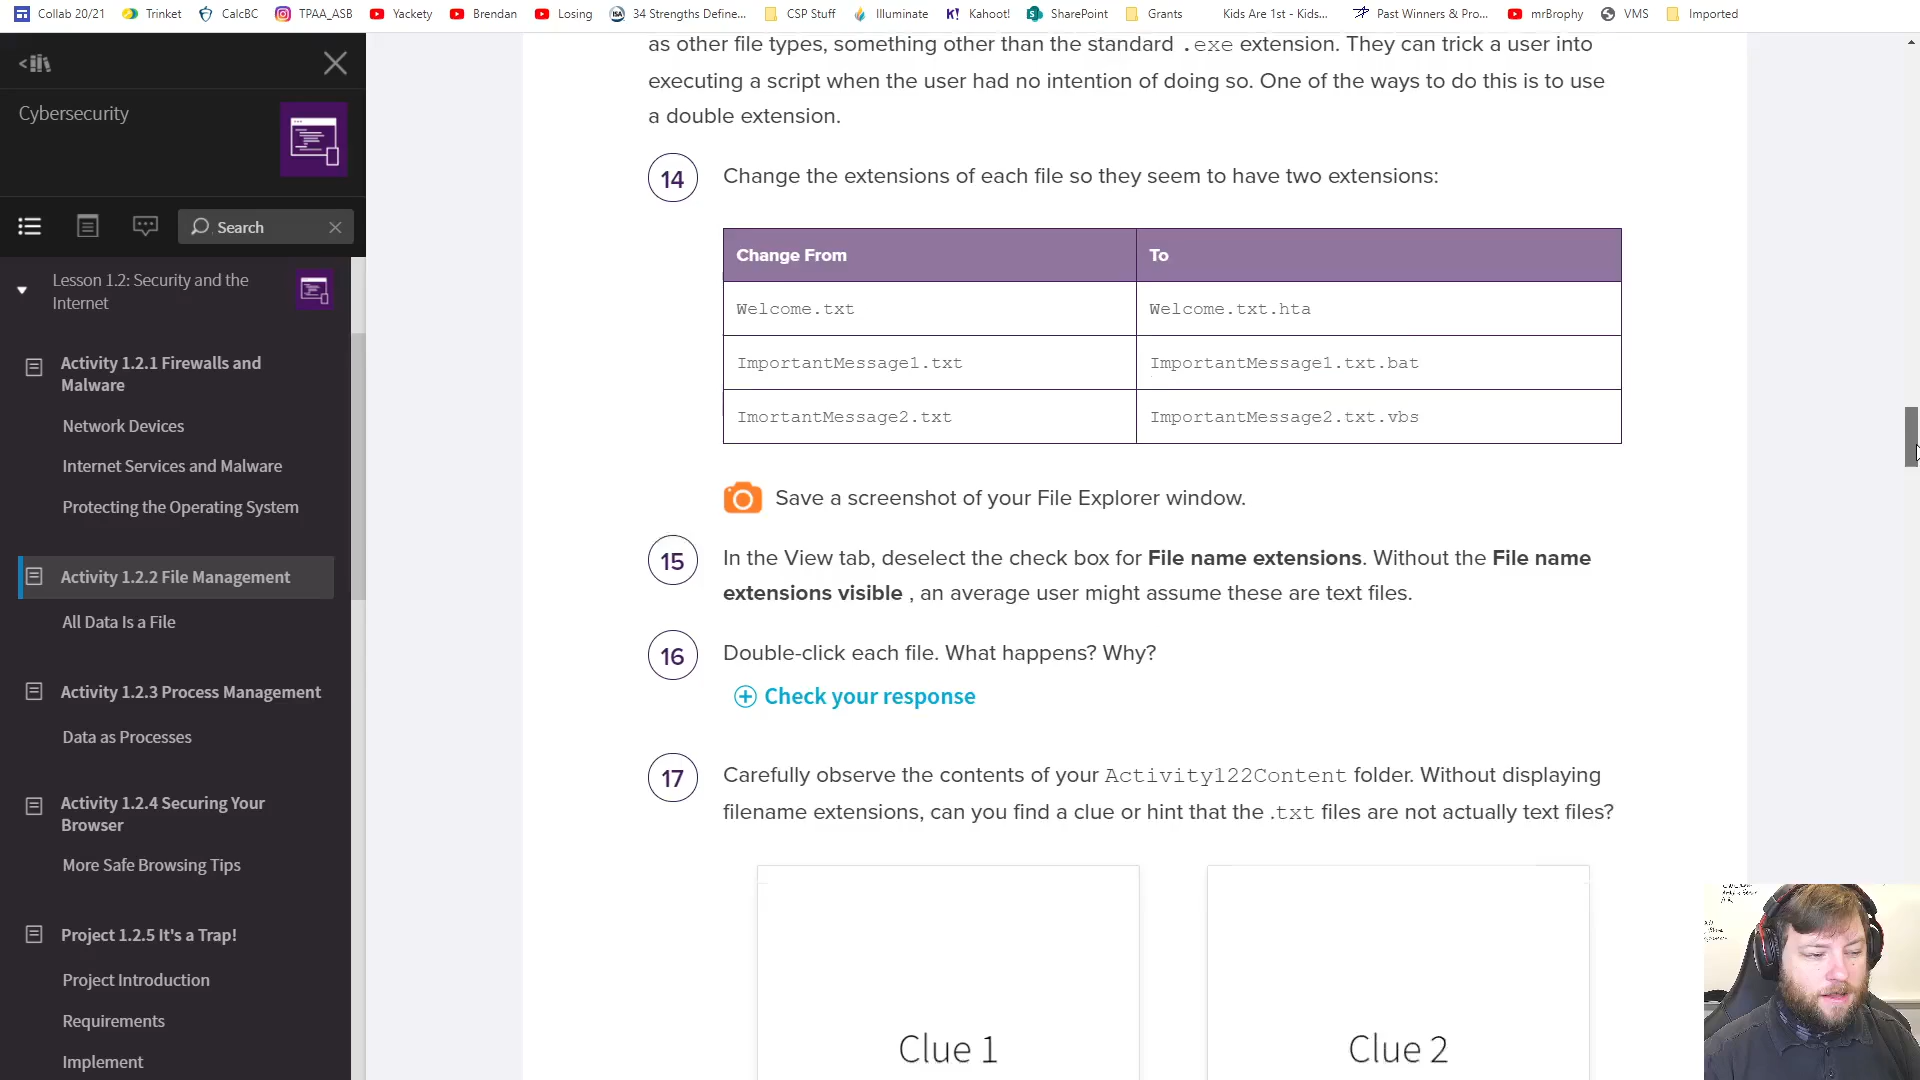 Collab 20/21 Trinket CalcBC TPAA_ASB Yackety Brendan Losing 34 Strengths Define... CSP Stuff Illuminate Kahoot! SharePoint Grants Kids Are 1st - Kids... Past Winners & Pro... mrBrophy VMS Imported
Cybersecurity
Search
Lesson 1.2: Security and the
Internet
Activity 1.2.1 Firewalls and
Malware
Network Devices
Internet Services and Malware
Protecting the Operating System
Activity 1.2.2 File Management
All Data Is a File
Activity 1.2.3 Process Management
Data as Processes
Activity 1.2.4 Securing Your
Browser
More Safe Browsing Tips
Project 1.2.5 It's a Trap!
Project Introduction
Requirements
Implement
as other file types, something other than the standard .exe extension. They can trick a user into
executing a script when the user had no intention of doing so. One of the ways to do this is to use
a double extension.
14 Change the extensions of each file so they seem to have two extensions:
Change From To
Welcome.txt Welcome.txt.hta
ImportantMessage1.txt ImportantMessage1.txt.bat
ImortantMessage2.txt ImportantMessage2.txt.vbs
Save a screenshot of your File Explorer window.
15 In the View tab, deselect the check box for File name extensions. Without the File name
extensions visible , an average user might assume these are text files.
16 Double-click each file. What happens? Why?
Check your response
17 Carefully observe the contents of your Activity122Content folder. Without displaying
filename extensions, can you find a clue or hint that the .txt files are not actually text files?
Clue 1 Clue 2